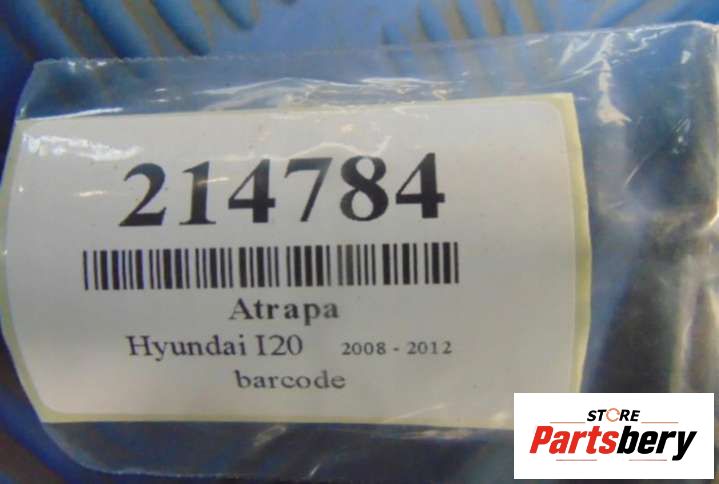 214784
Atrapa
Hyundai I20 2008 - 2012
barcode
STORE
Partsbery